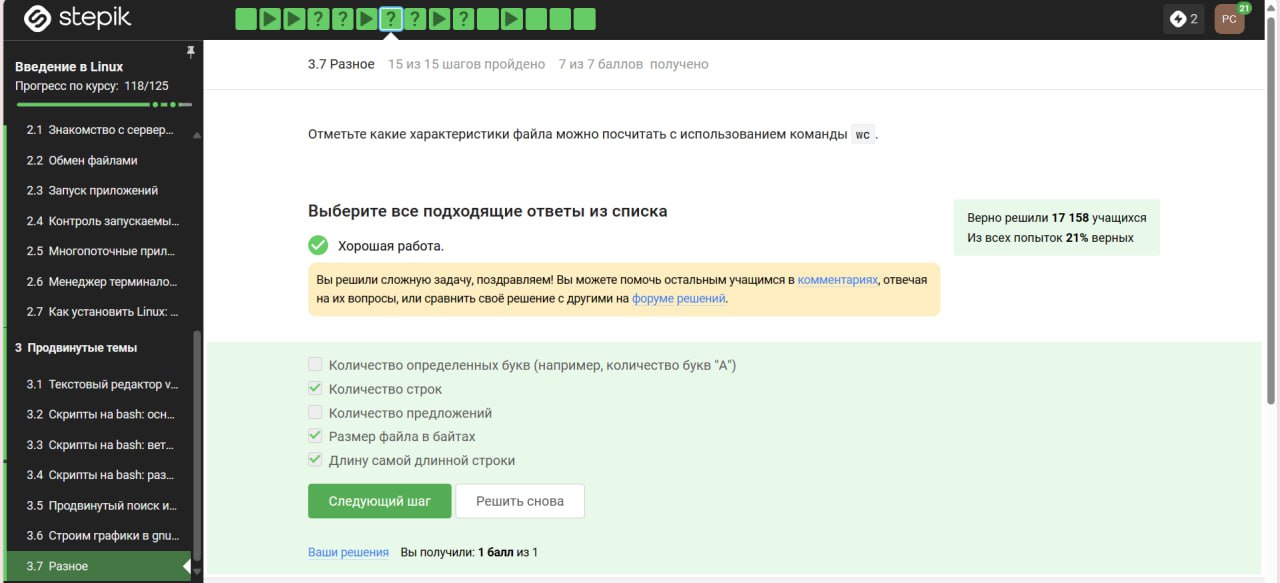 stepik
? ? ? ? ?
2
РС
21
Введение в Linux
Прогресс по курсу: 118/125
2.1 Знакомство с сервер...
2.2 Обмен файлами
2.3 Запуск приложений
2.4 Контроль запускаемы...
2.5 Многопоточные прил...
2.6 Менеджер терминало...
2.7 Как установить Linux: ...
3 Продвинутые темы
3.1 Текстовый редактор v...
3.2 Скрипты на bash: осн...
3.3 Скрипты на bash: вет...
3.4 Скрипты на bash: раз...
3.5 Продвинутый поиск и...
3.6 Строим графики в gnu...
3.7 Разное
3.7 Разное 15 из 15 шагов пройдено 7 из 7 баллов получено
Отметьте какие характеристики файла можно посчитать с использованием команды wc .
Выберите все подходящие ответы из списка
Хорошая работа.
Верно решили 17 158 учащихся
Из всех попыток 21% верных
Вы решили сложную задачу, поздравляем! Вы можете помочь остальным учащимся в комментариях, отвечая
на их вопросы, или сравнить своё решение с другими на форуме решений.
Количество определенных букв (например, количество букв "А")
Количество строк
Количество предложений
Размер файла в байтах
Длину самой длинной строки
Следующий шаг
Решить снова
Ваши решения Вы получили: 1 балл из 1